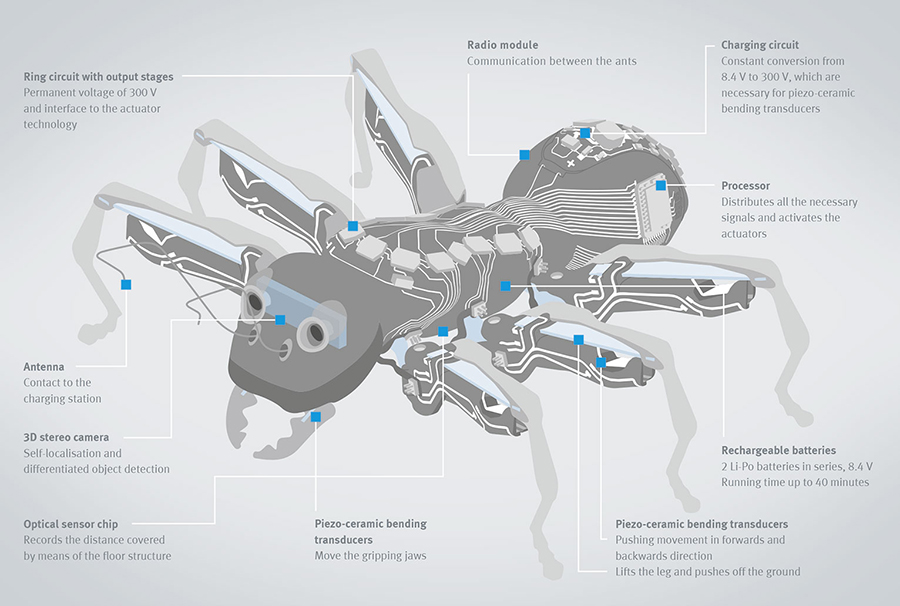 Radio module
Communication between the ants
Charging circuit
Constant conversion from
8.4 V to 300 V, which are
necessary for piezo-ceramic
bending transducers
Ring circuit with output stages
Permanent voltage of 300 V
and interface to the actuator
technology
Processor
Distributes all the necessary
signals and activates the
actuators
Antenna
Contact to the
charging station
3D stereo camera
Self-localisation and
differentiated object detection
Rechargeable batteries
2 Li-Po batteries in series, 8.4 V
Running time up to 40 minutes
Optical sensor chip
Records the distance covered
by means of the floor structure
Piezo-ceramic bending
transducers
Move the gripping jaws
Piezo-ceramic bending transducers
Pushing movement in forwards and
backwards direction
Lifts the leg and pushes off the ground